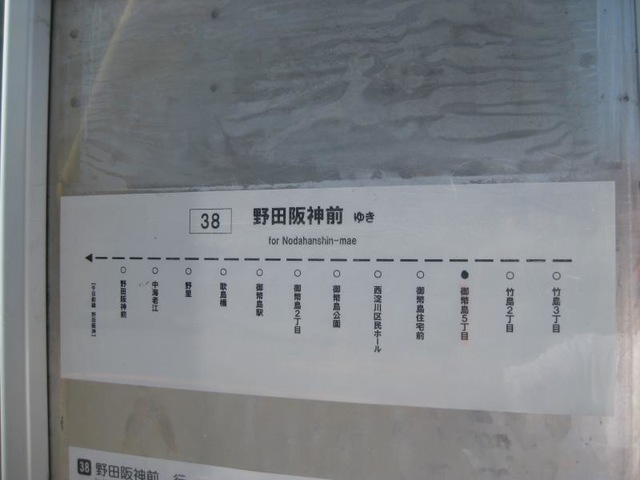 38 野田阪神前 ゆき
for Nodahanshin-mae
竹島3丁目
竹島2丁目
御幣島5丁目
御幣島住宅前
西淀川区民ホール
御幣島公園
御幣島2丁目
御幣島駅
歌島橋
野里
中海老江
野田阪神前
38 野田阪神前 行